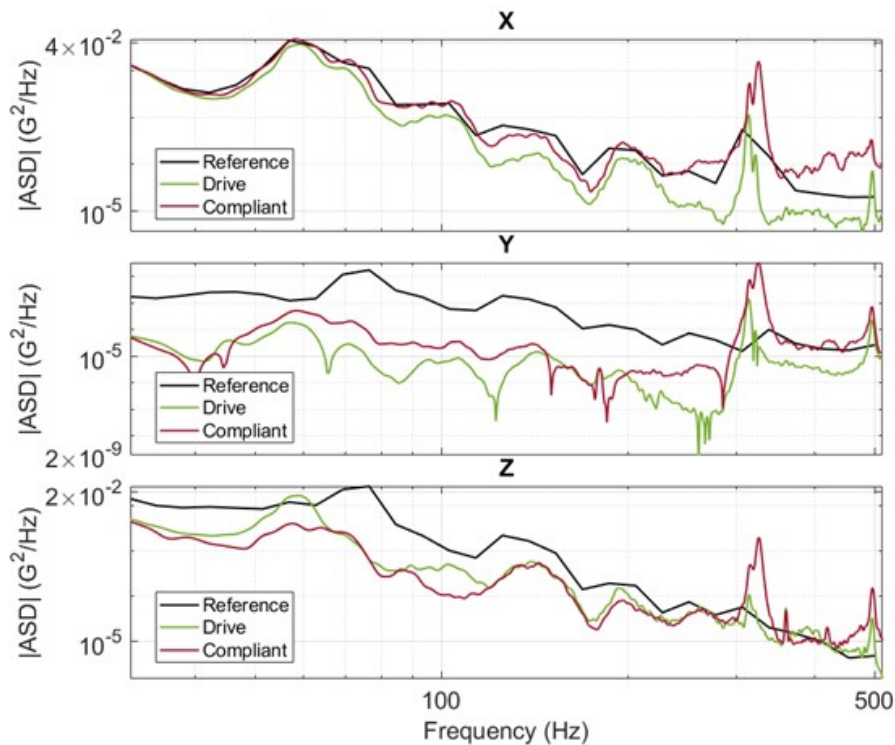 X
4×10⁻²
10⁻⁵
|ASD| (G²/Hz)
Reference
Drive
Compliant
Y
10⁻⁵
2×10⁻⁹
|ASD| (G²/Hz)
Reference
Drive
Compliant
Z
2×10⁻²
10⁻⁵
|ASD| (G²/Hz)
Reference
Drive
Compliant
100
500
Frequency (Hz)